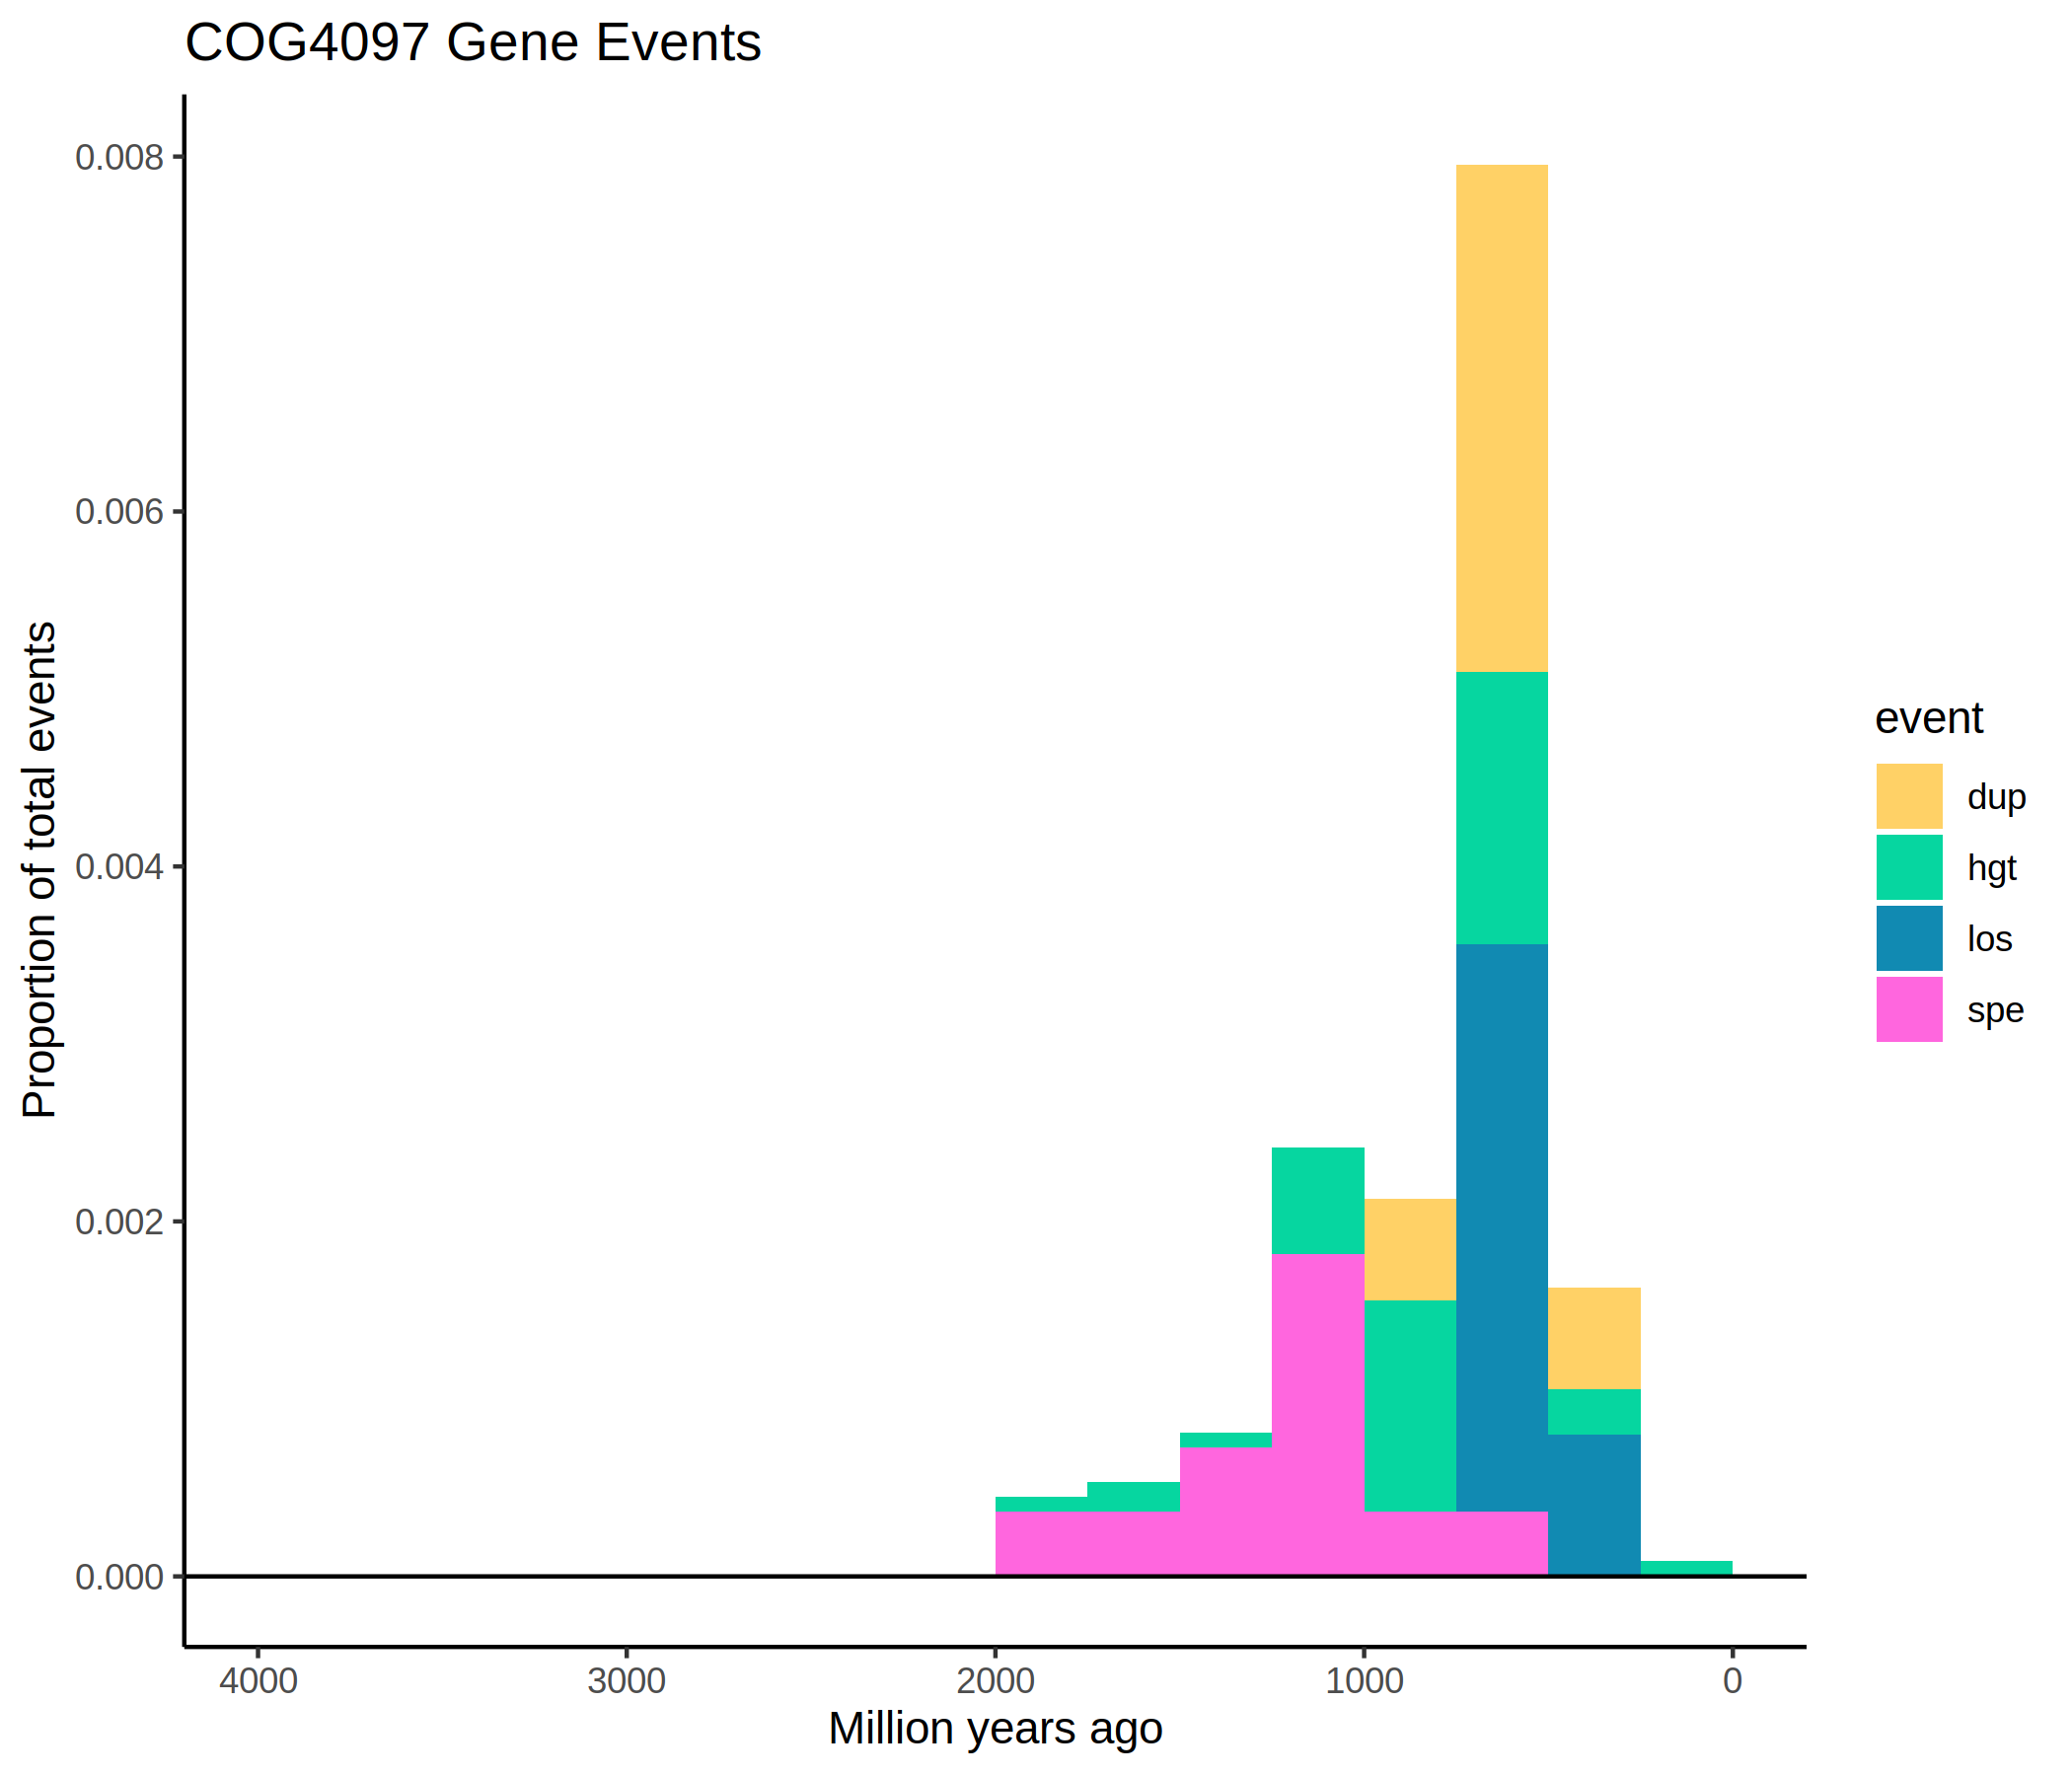 COG4097 Gene Events
0.008
0.006
0.004
0.002
0.000
Proportion of total events
4000 3000 2000 1000 0
Million years ago
event
dup
hgt
los
spe